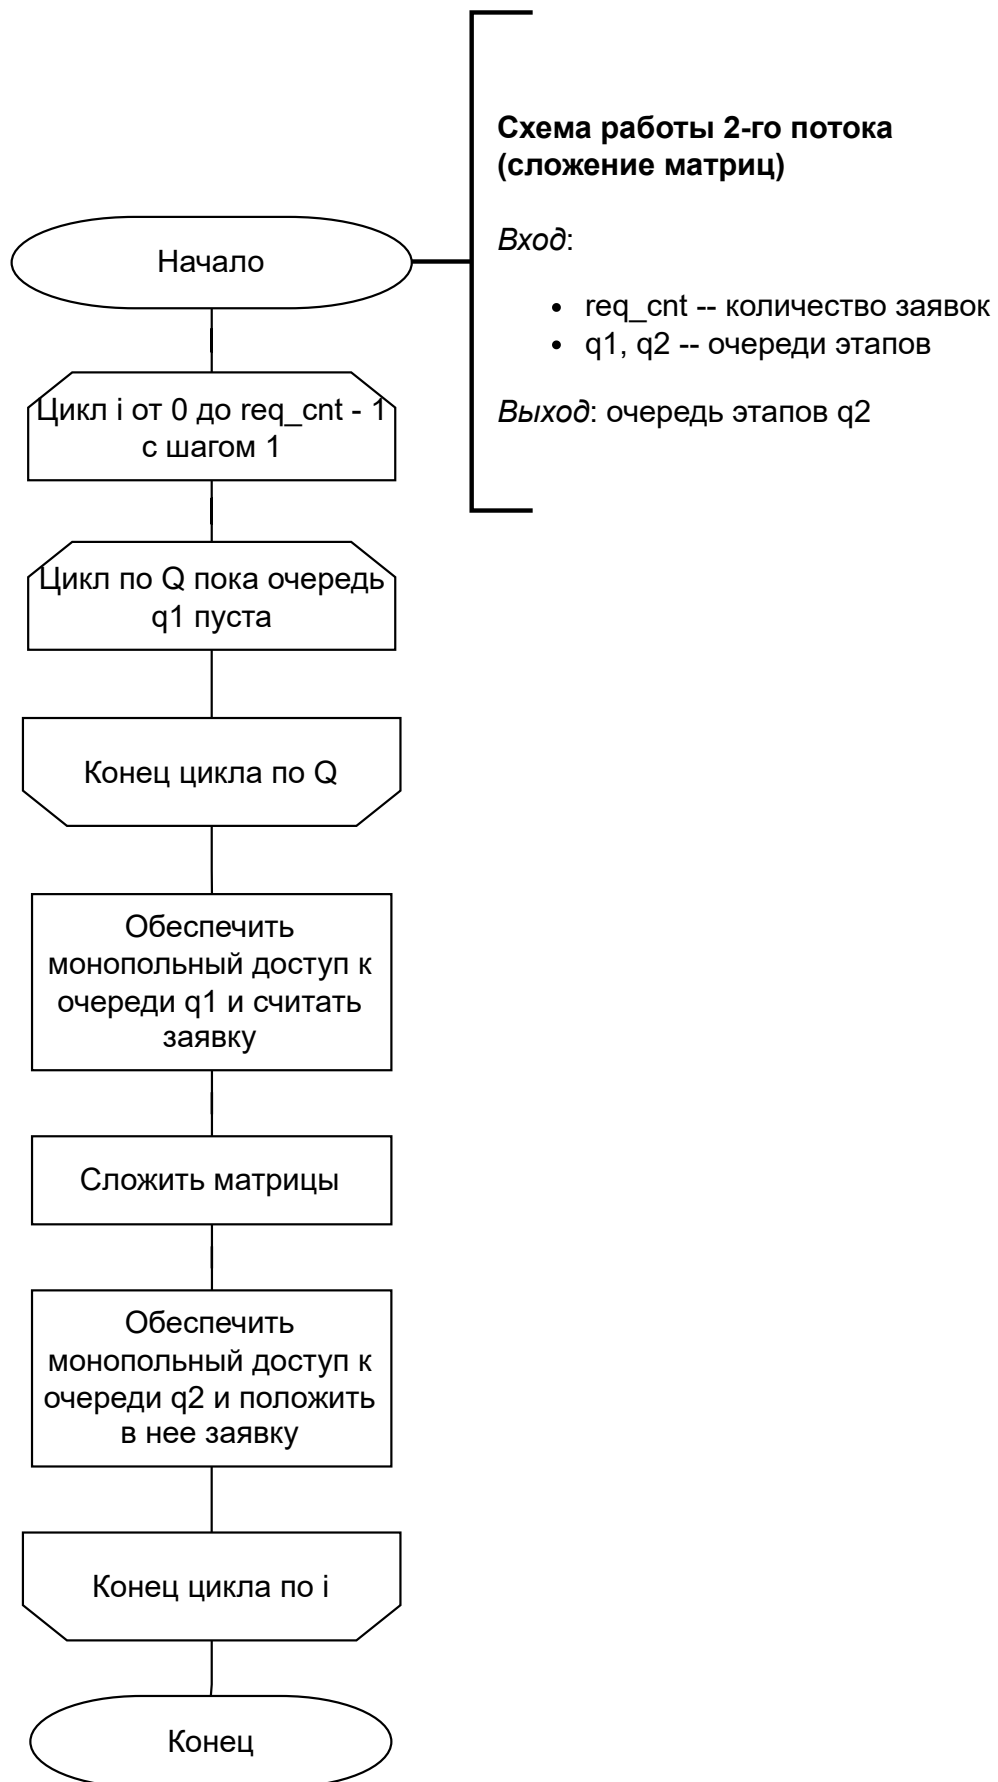 Схема работы 2-го потока
(сложение матриц)
Вход:
• req_cnt -- количество заявок
• q1, q2 -- очереди этапов
Выход: очередь этапов q2
Начало
Цикл i от 0 до req_cnt - 1
с шагом 1
Цикл по Q пока очередь
q1 пуста
Конец цикла по Q
Обеспечить
монопольный доступ к
очереди q1 и считать
заявку
Сложить матрицы
Обеспечить
монопольный доступ к
очереди q2 и положить
в нее заявку
Конец цикла по i
Конец